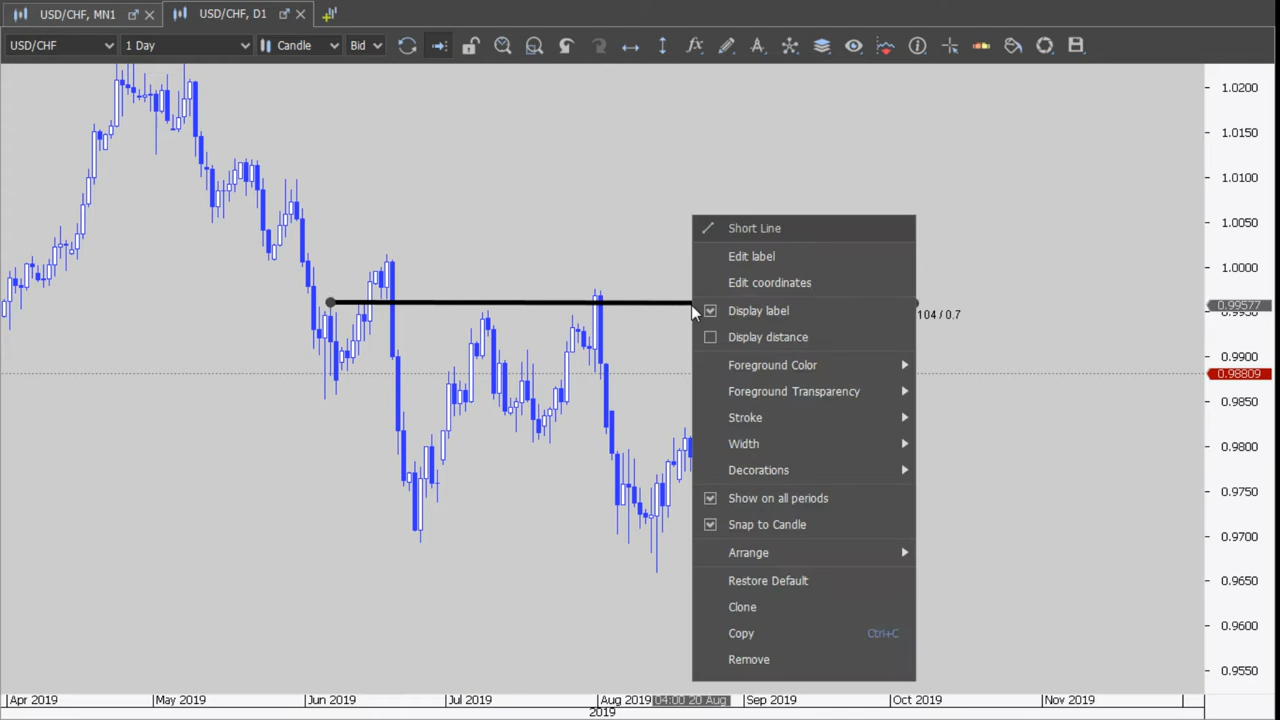 USD/CHF, MN1
USD/CHF, D1
USD/CHF
1 Day
Candle
Bid
1.0200
1.0150
1.0100
1.0050
1.0000
0.99577
0.9900
0.98809
0.9850
0.9800
0.9750
0.9700
0.9650
0.9600
0.9550
104 / 0.7
Short Line
Edit label
Edit coordinates
Display label
Display distance
Foreground Color
Foreground Transparency
Stroke
Width
Decorations
Show on all periods
Snap to Candle
Arrange
Restore Default
Clone
Copy Ctrl+C
Remove
Apr 2019 May 2019 Jun 2019 Jul 2019 Aug 2019 04:00 20 Aug Sep 2019 Oct 2019 Nov 2019
2019